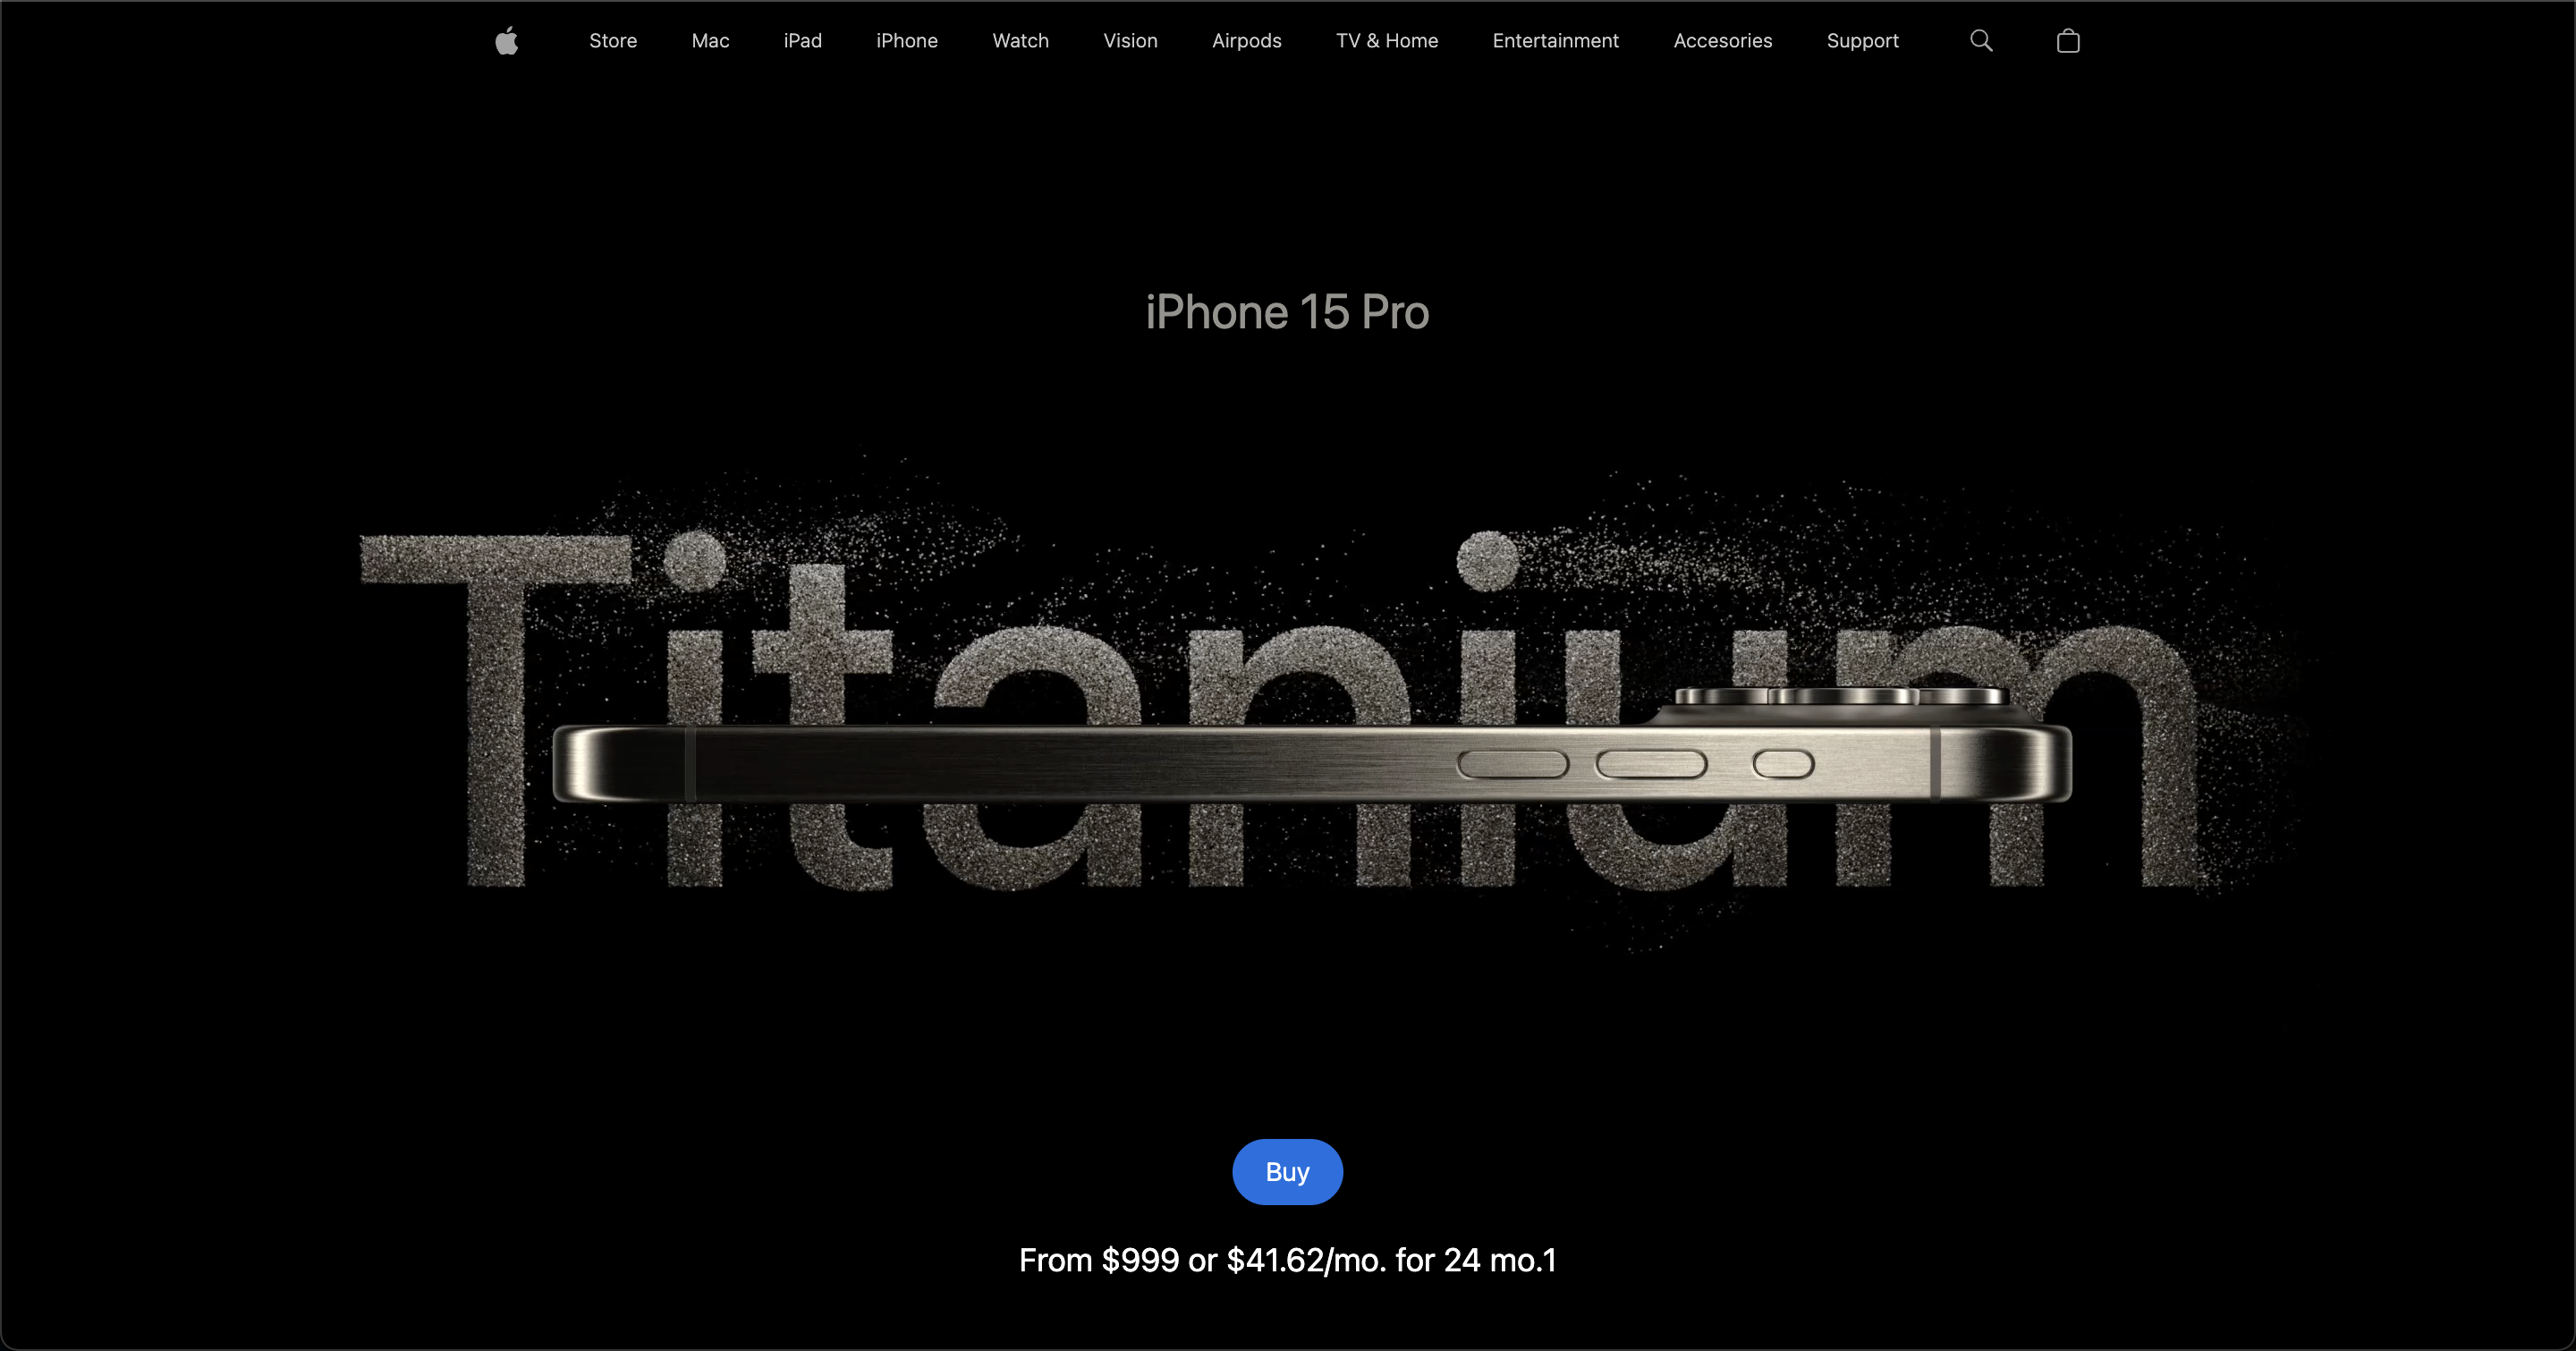 Store Mac iPad iPhone Watch Vision Airpods TV & Home Entertainment Accesories Support
iPhone 15 Pro
Titanium
Buy
From $999 or $41.62/mo. for 24 mo.1